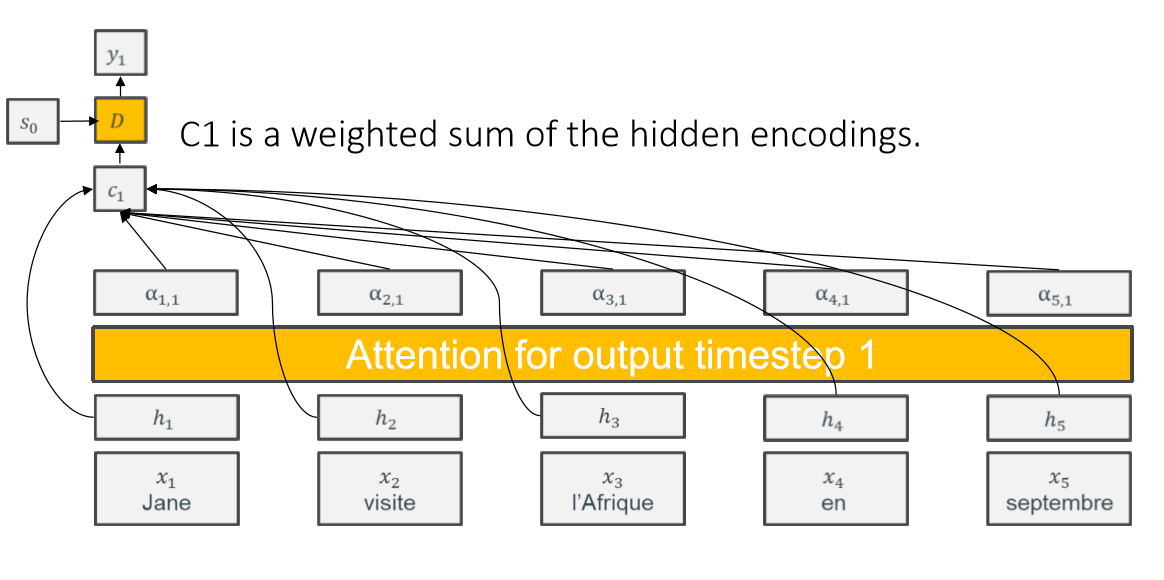 y₁
s₀
D
C1 is a weighted sum of the hidden encodings.
c₁
α₁,₁ α₂,₁ α₃,₁ α₄,₁ α₅,₁
Attention for output timestep 1
h₁ h₂ h₃ h₄ h₅
x₁ x₂ x₃ x₄ x₅
Jane visite l'Afrique en septembre